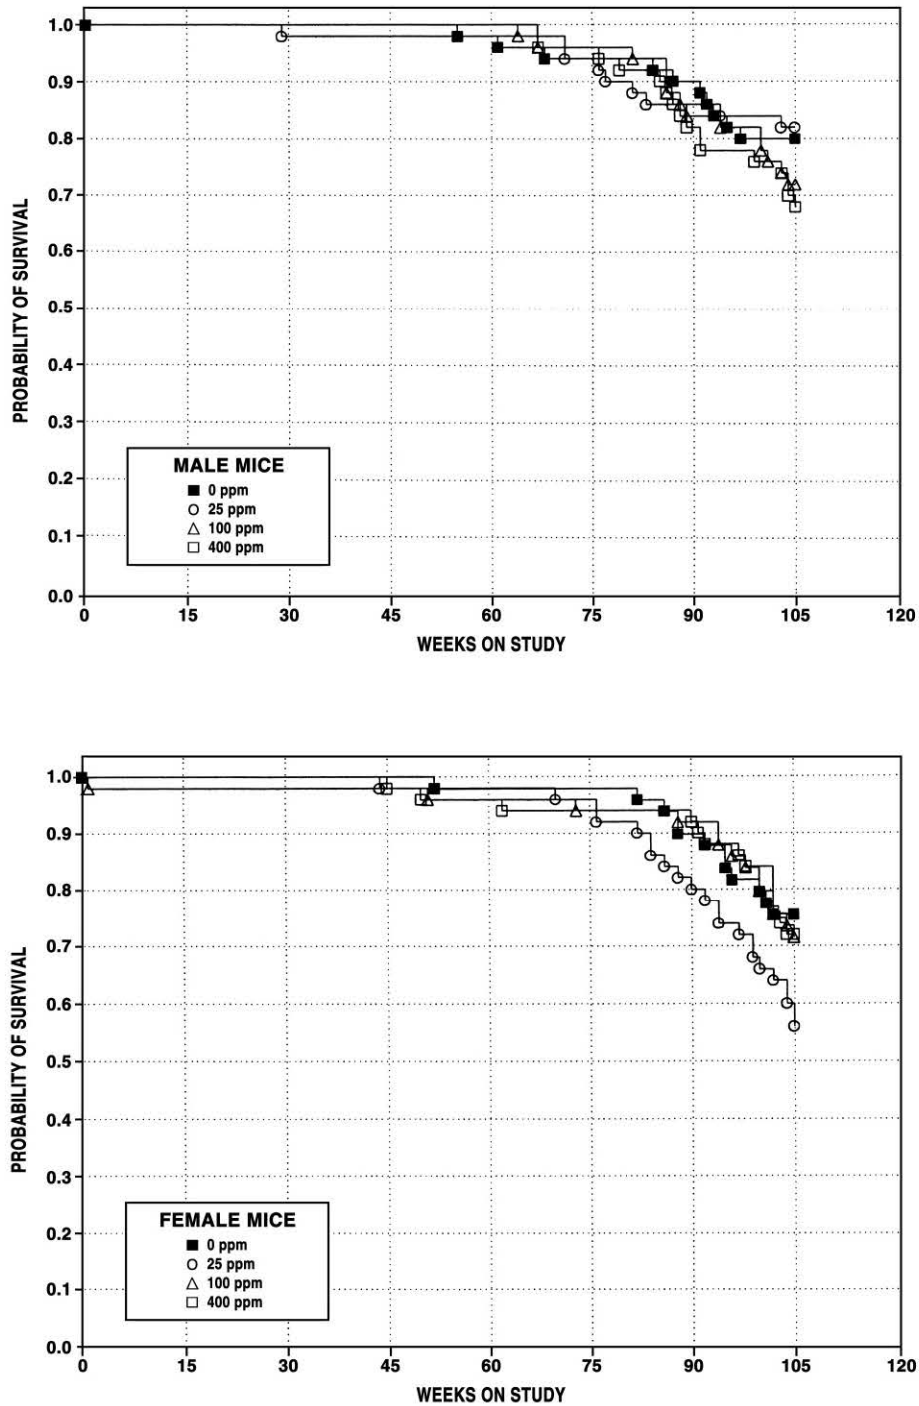 1.0
0.9
0.8
0.7
0.6
0.5
0.4
0.3
0.2
0.1
0.0
PROBABILITY OF SURVIVAL
MALE MICE
0 ppm
25 ppm
100 ppm
400 ppm
0 15 30 45 60 75 90 105 120
WEEKS ON STUDY
1.0
0.9
0.8
0.7
0.6
0.5
0.4
0.3
0.2
0.1
0.0
PROBABILITY OF SURVIVAL
FEMALE MICE
0 ppm
25 ppm
100 ppm
400 ppm
0 15 30 45 60 75 90 105 120
WEEKS ON STUDY